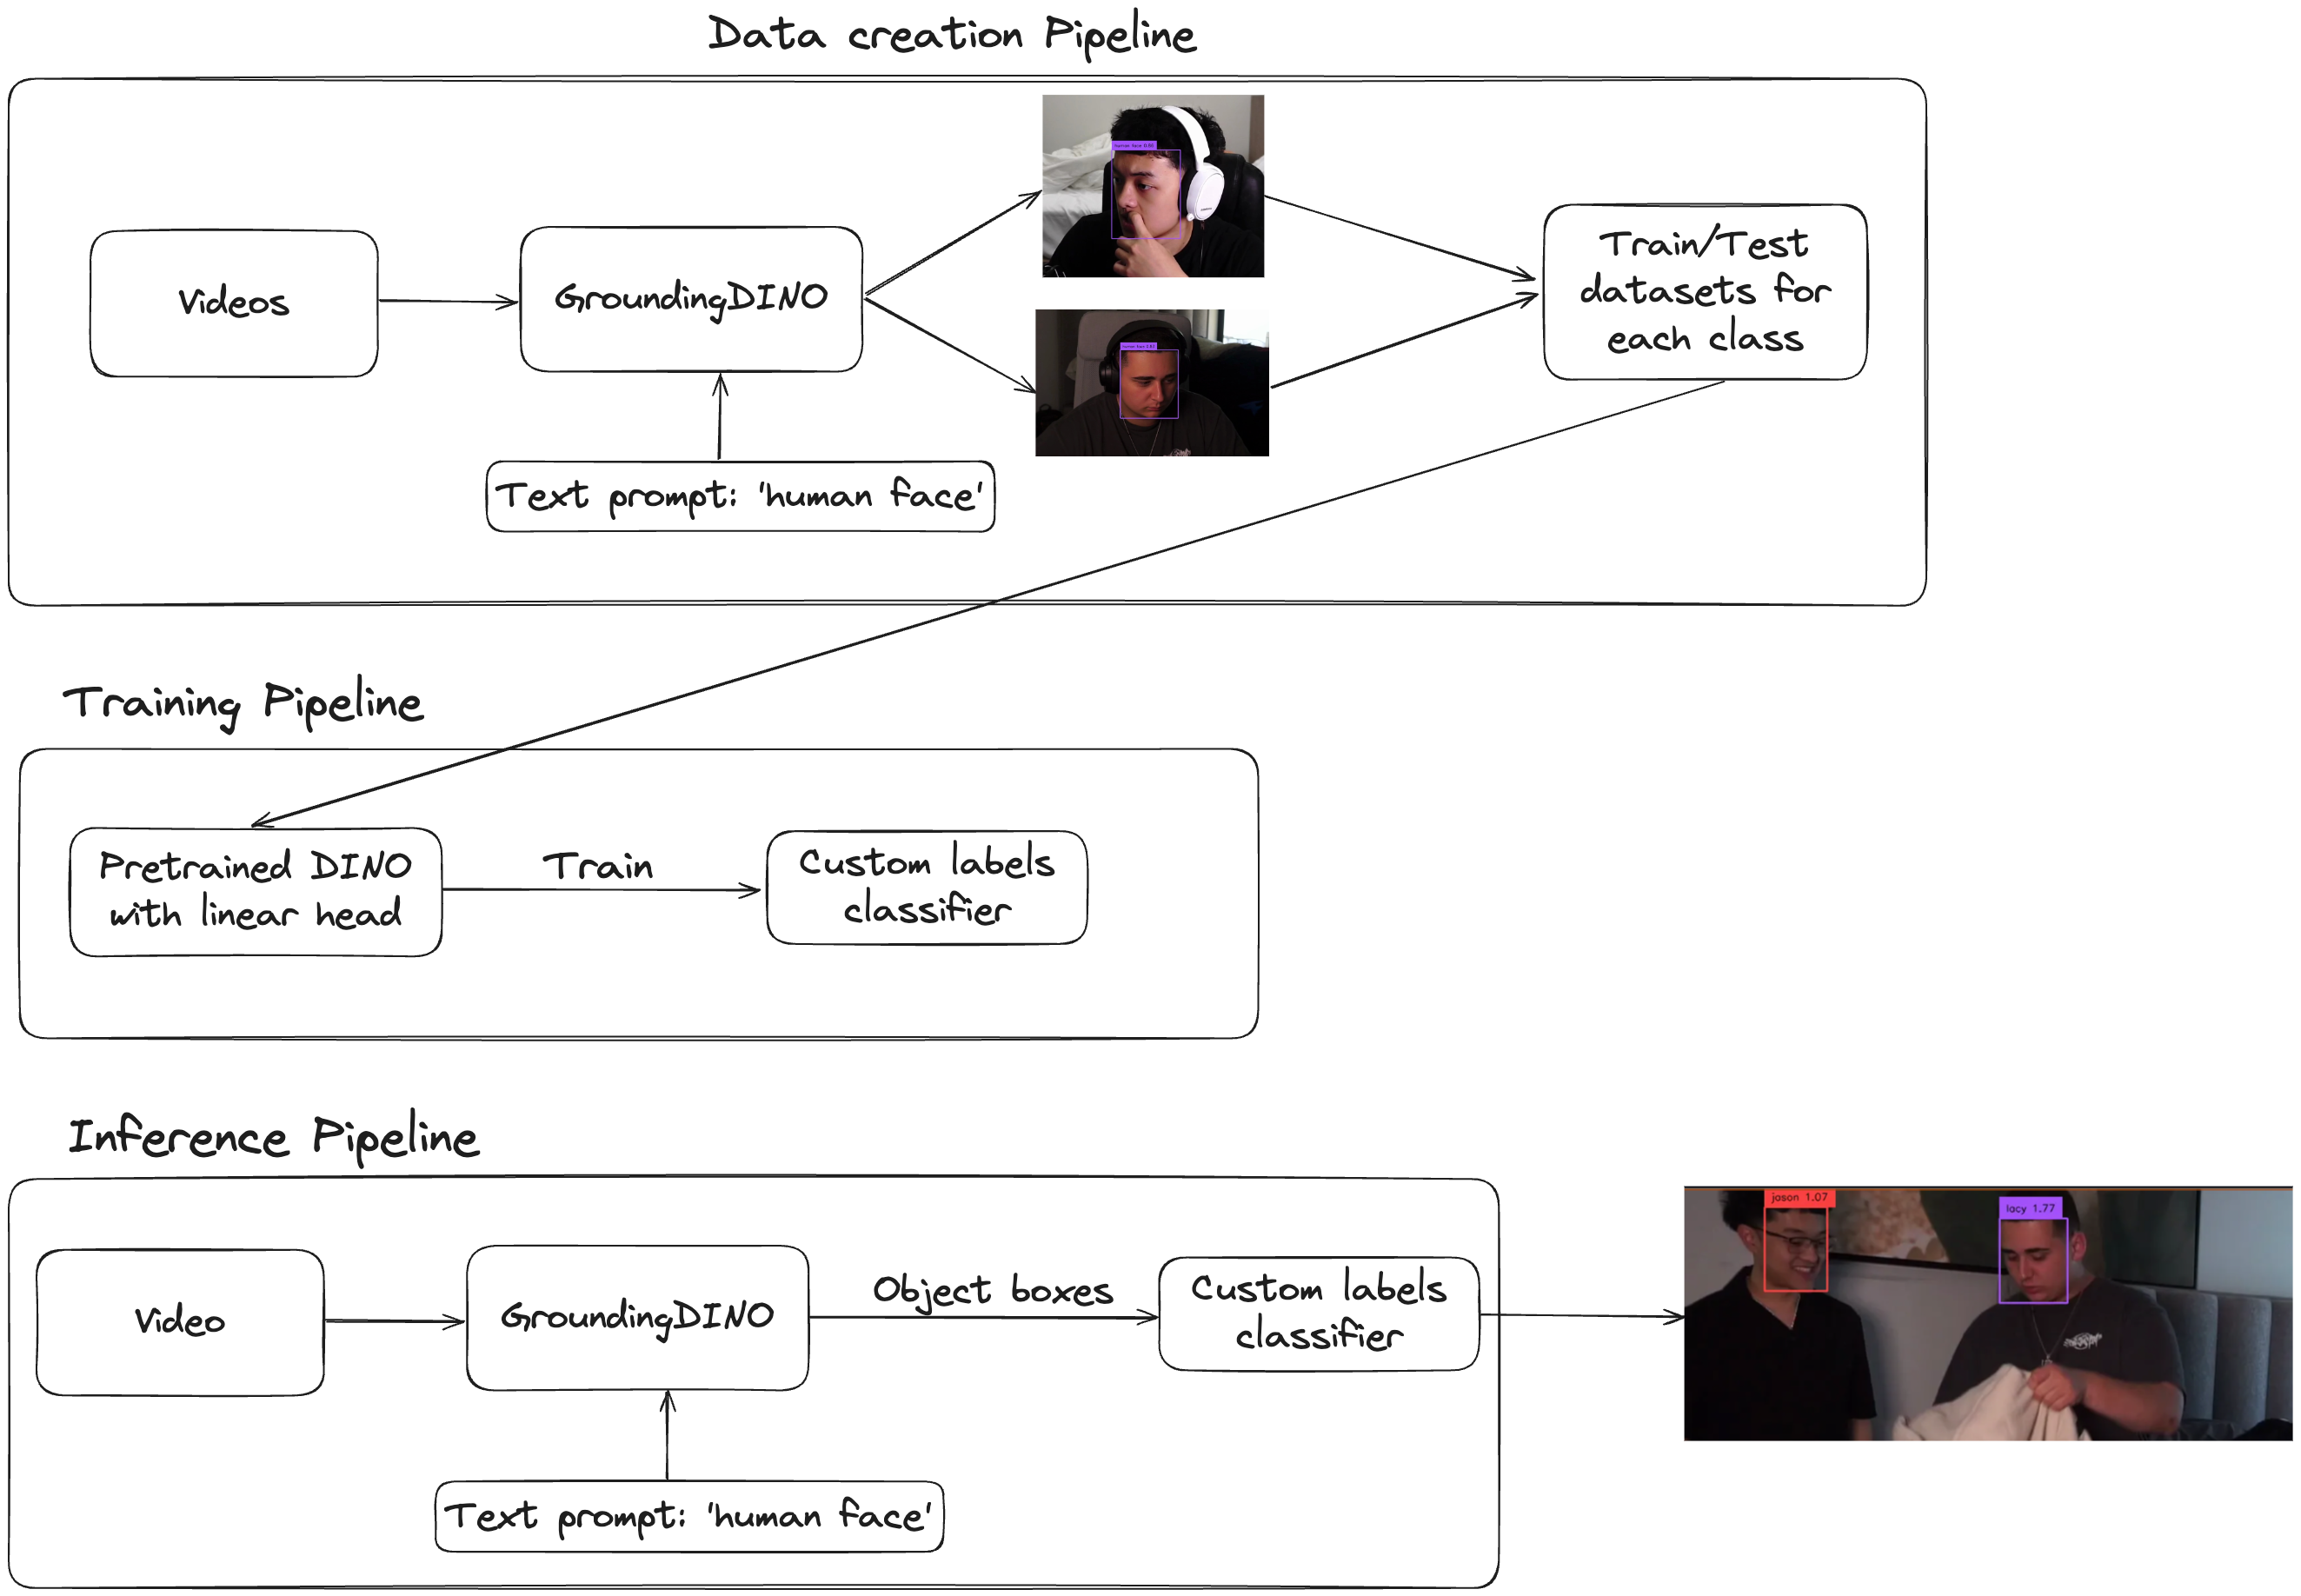 Data creation Pipeline
Videos
GroundingDINO
Text prompt: 'human face'
Train/Test
datasets for
each class
Training Pipeline
Pretrained DINO
with linear head
Train
Custom labels
classifier
Inference Pipeline
Video
GroundingDINO
Text prompt: 'human face'
Object boxes
Custom labels
classifier
jason 1.07
lacy 1.77